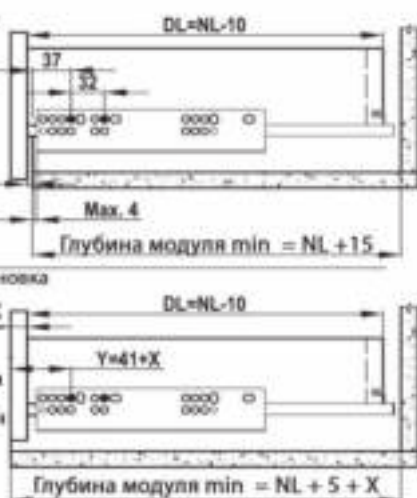 DL=NL-10
37
32
Max. 4
Глубина модуля min = NL +15
новка
DL=NL-10
Y=41+X
Глубина модуля min = NL + 5 + X